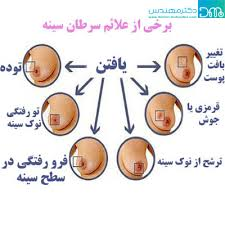 دکترمهندس
برخی از علائم سرطان سینه
یافتن
تغییر
بافت
پوست
توده
قرمزی یا
جوش
تو رفتگی
نوک سینه
ترشح از نوک سینه
فرو رفتگی در
سطح سینه